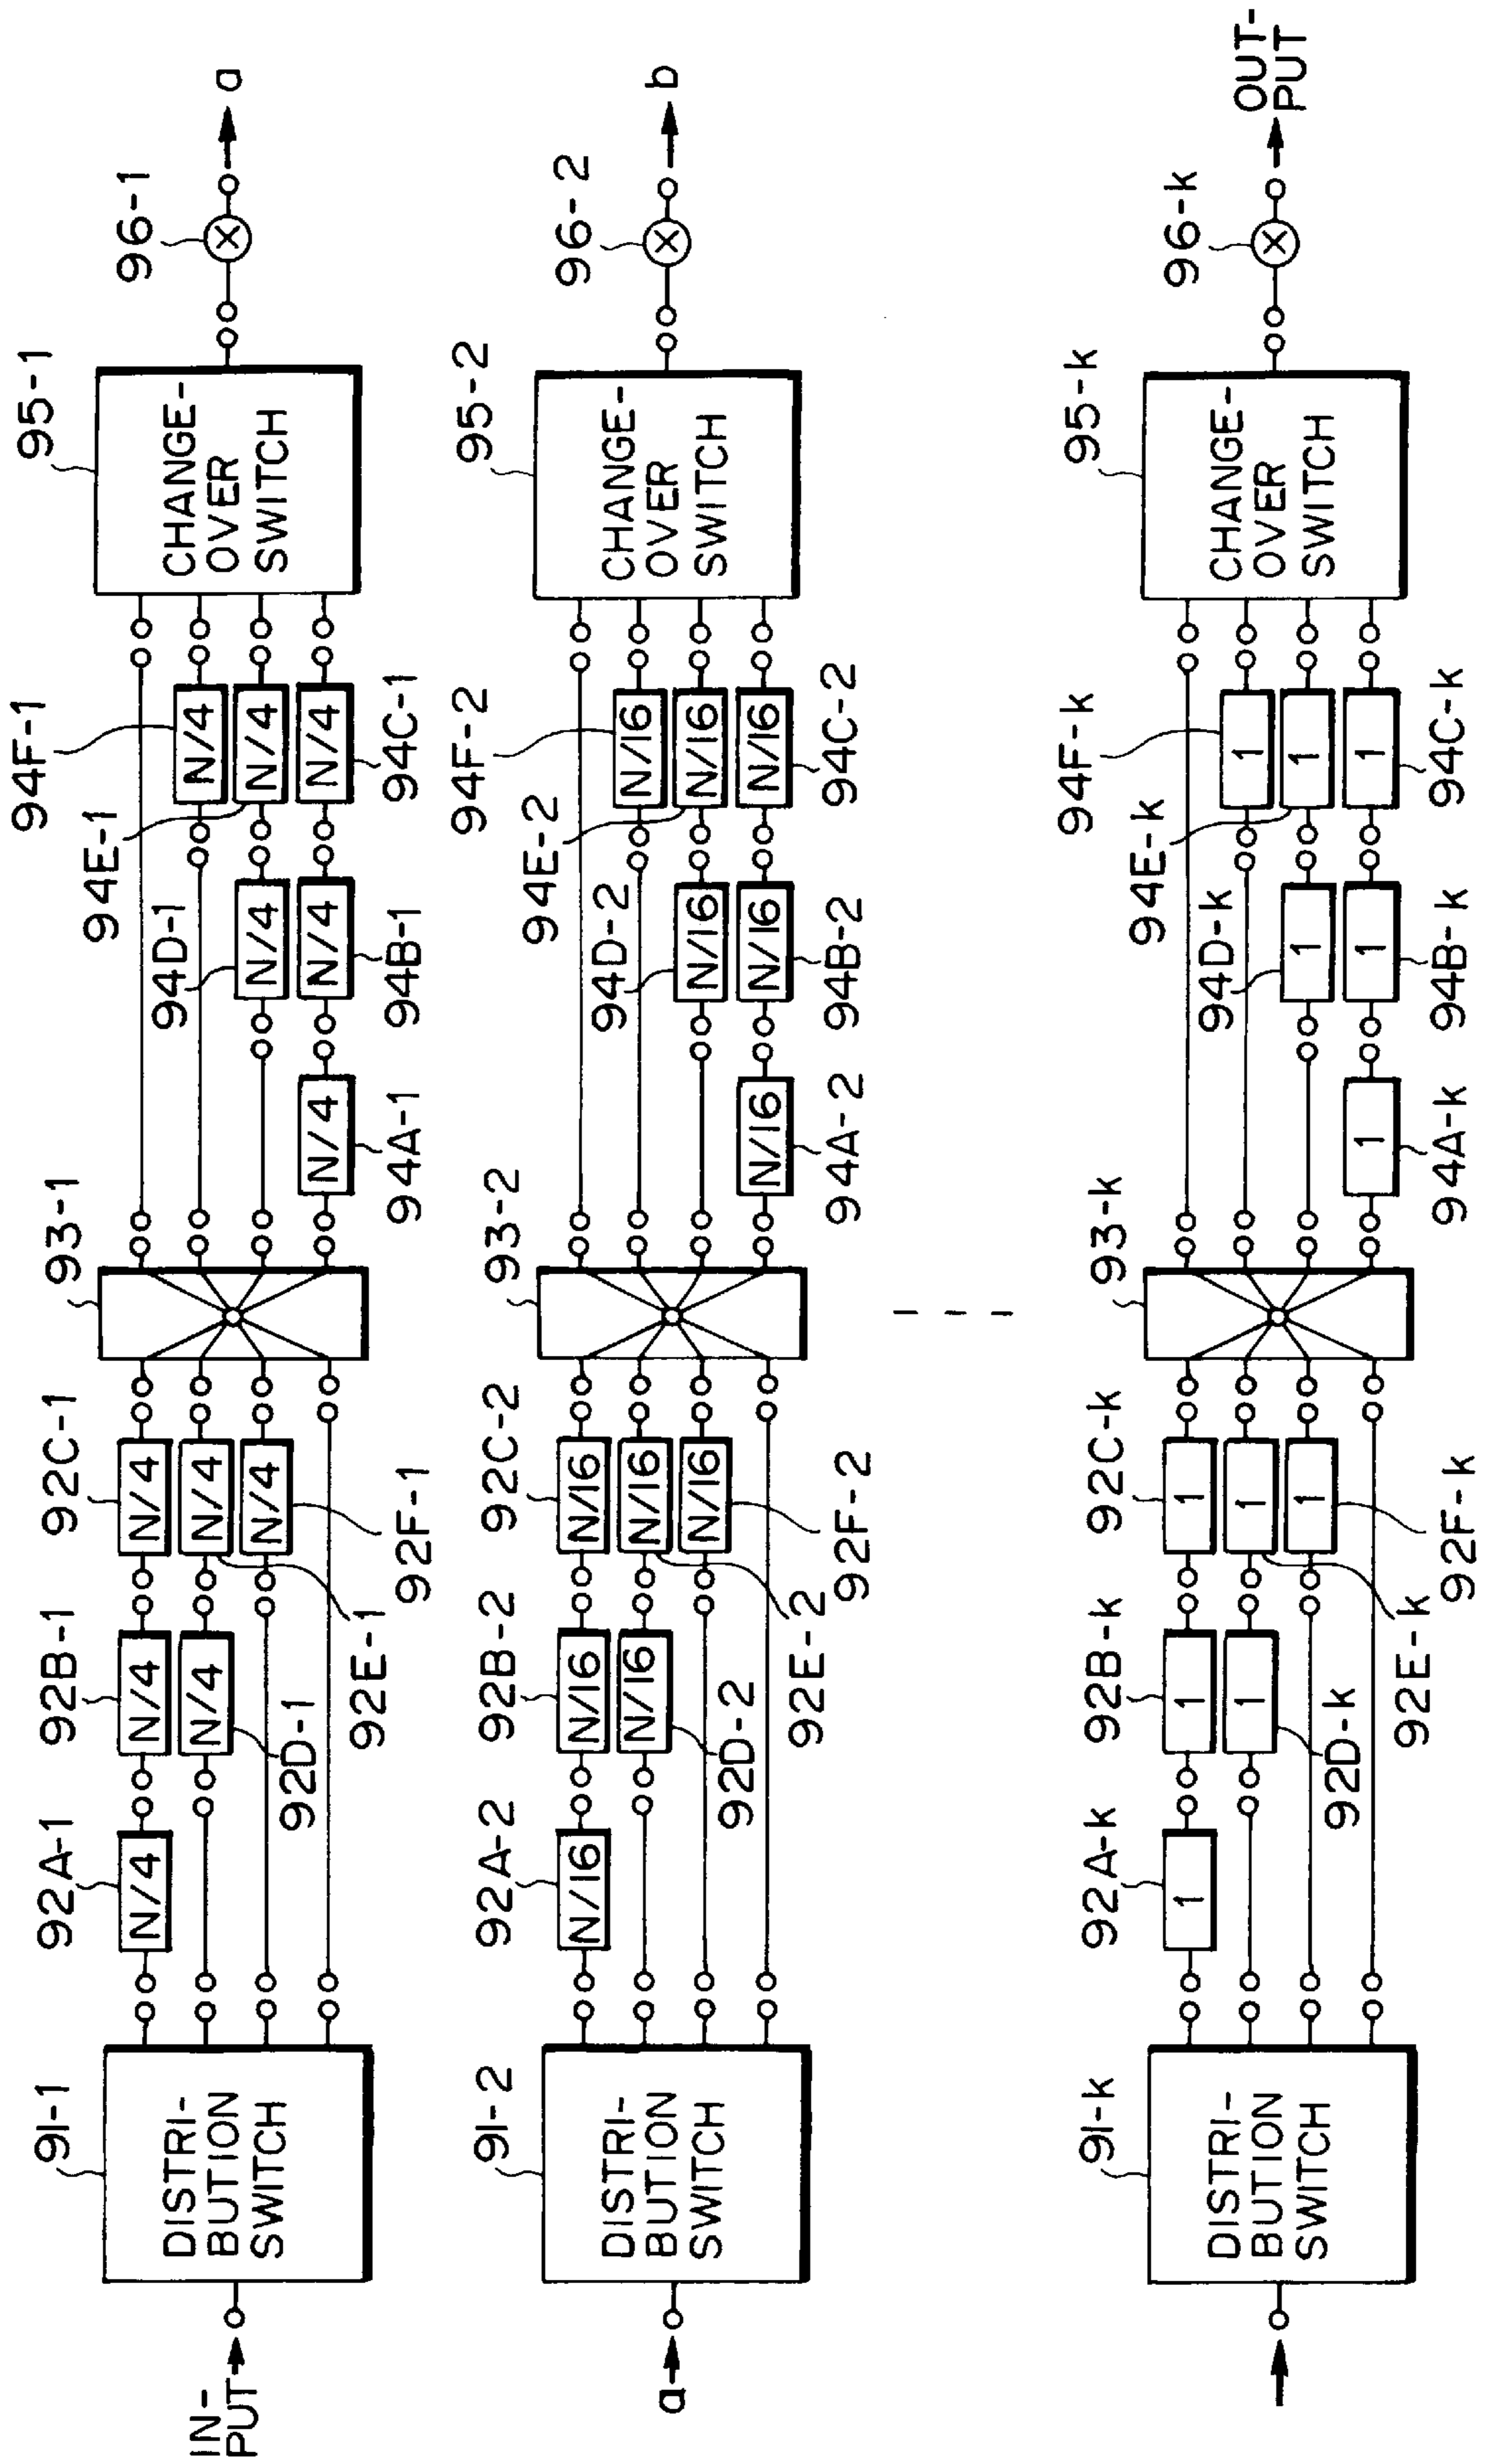 IN-
PUT
91-1
DISTRI-
BUTION
SWITCH
92A-1
N/4
92B-1
N/4
92C-1
N/4
92D-1
N/4
92E-1
N/4
92F-1
N/4
93-1
94A-1
N/4
94B-1
N/4
94C-1
N/4
94D-1
N/4
94E-1
N/4
94F-1
N/4
95-1
CHANGE-
OVER
SWITCH
96-1
a
a
91-2
DISTRI-
BUTION
SWITCH
92A-2
N/16
92B-2
N/16
92C-2
N/16
92D-2
N/16
92E-2
N/16
92F-2
N/16
93-2
94A-2
N/16
94B-2
N/16
94C-2
N/16
94D-2
N/16
94E-2
N/16
94F-2
N/16
95-2
CHANGE-
OVER
SWITCH
96-2
b
91-k
DISTRI-
BUTION
SWITCH
92A-k
1
92B-k
1
92C-k
1
92D-k
1
92E-k
1
92F-k
1
93-k
94A-k
1
94B-k
1
94C-k
1
94D-k
1
94E-k
1
94F-k
1
95-k
CHANGE-
OVER
SWITCH
96-k
OUT-
PUT